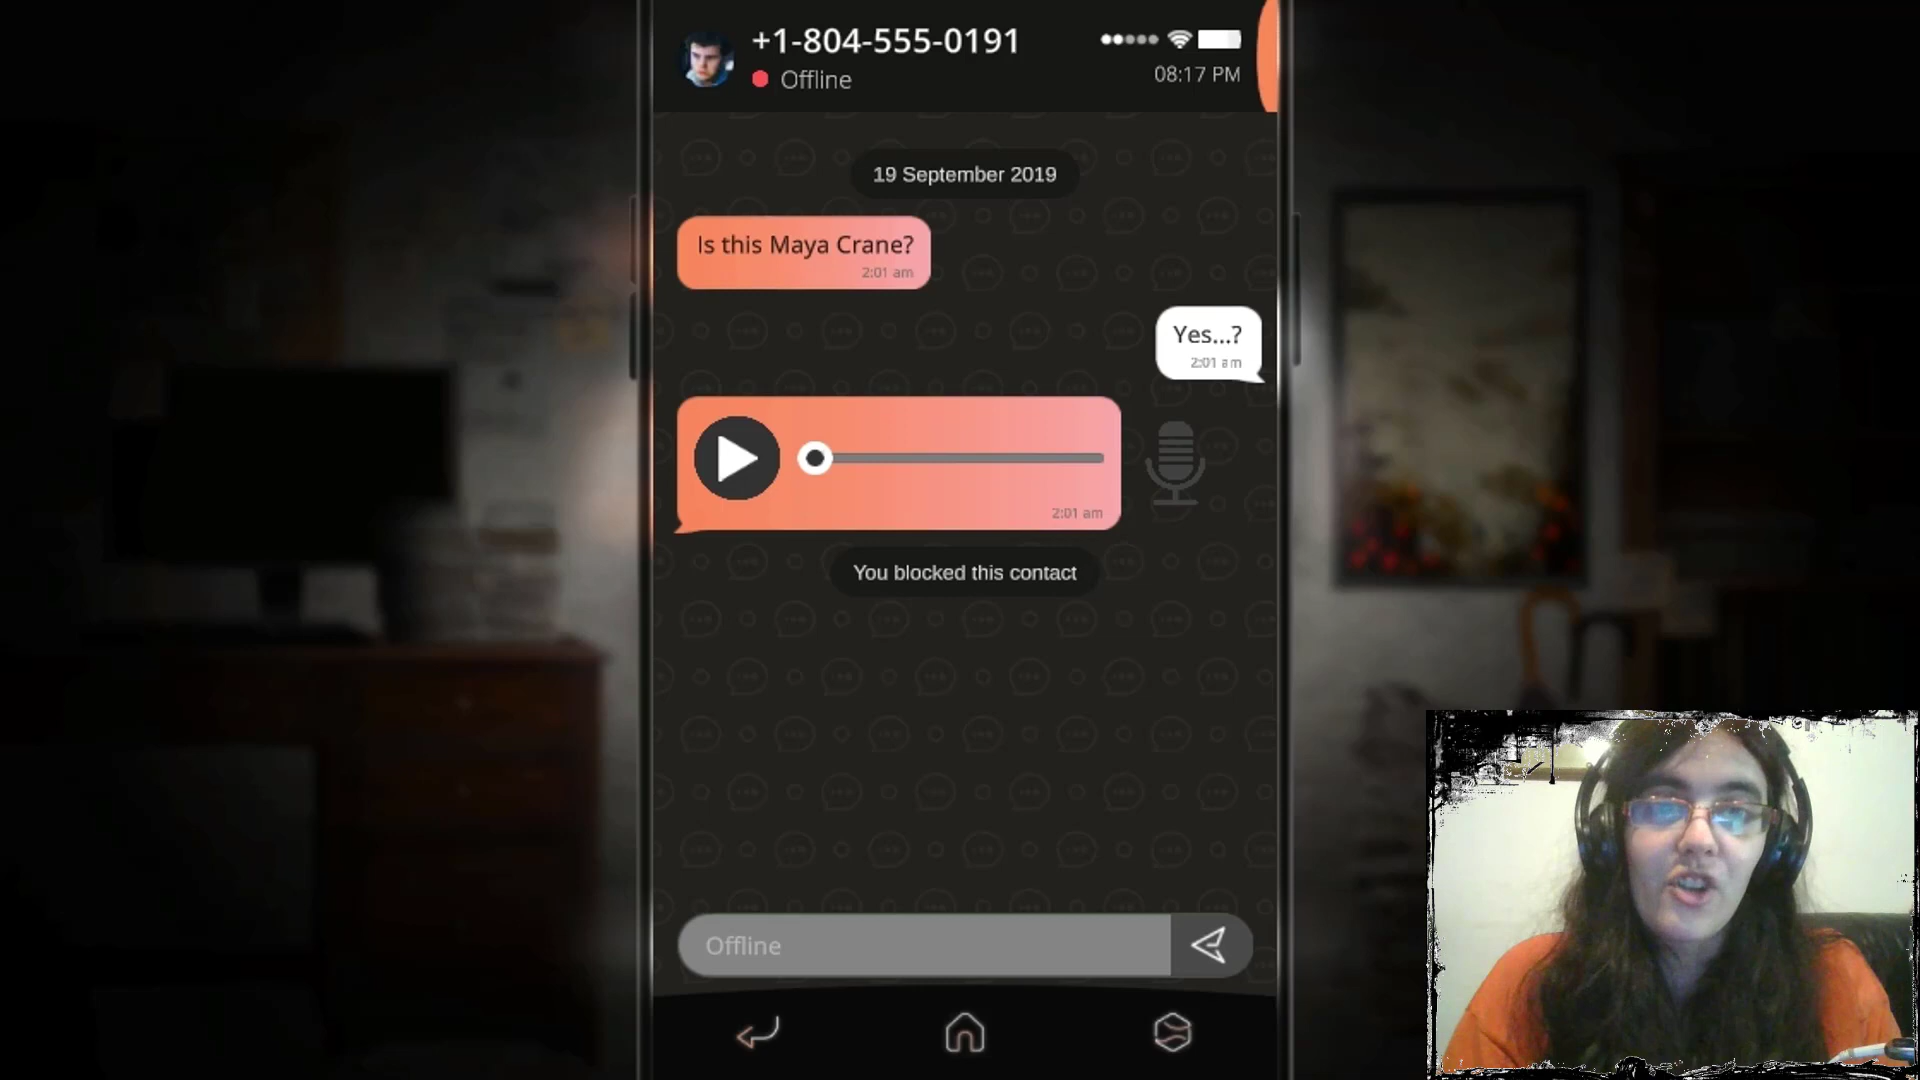 +1-804-555-0191
Offline
08:17 PM
19 September 2019
Is this Maya Crane?
2:01 am
Yes...?
2:01 am
2:01 am
You blocked this contact
Offline